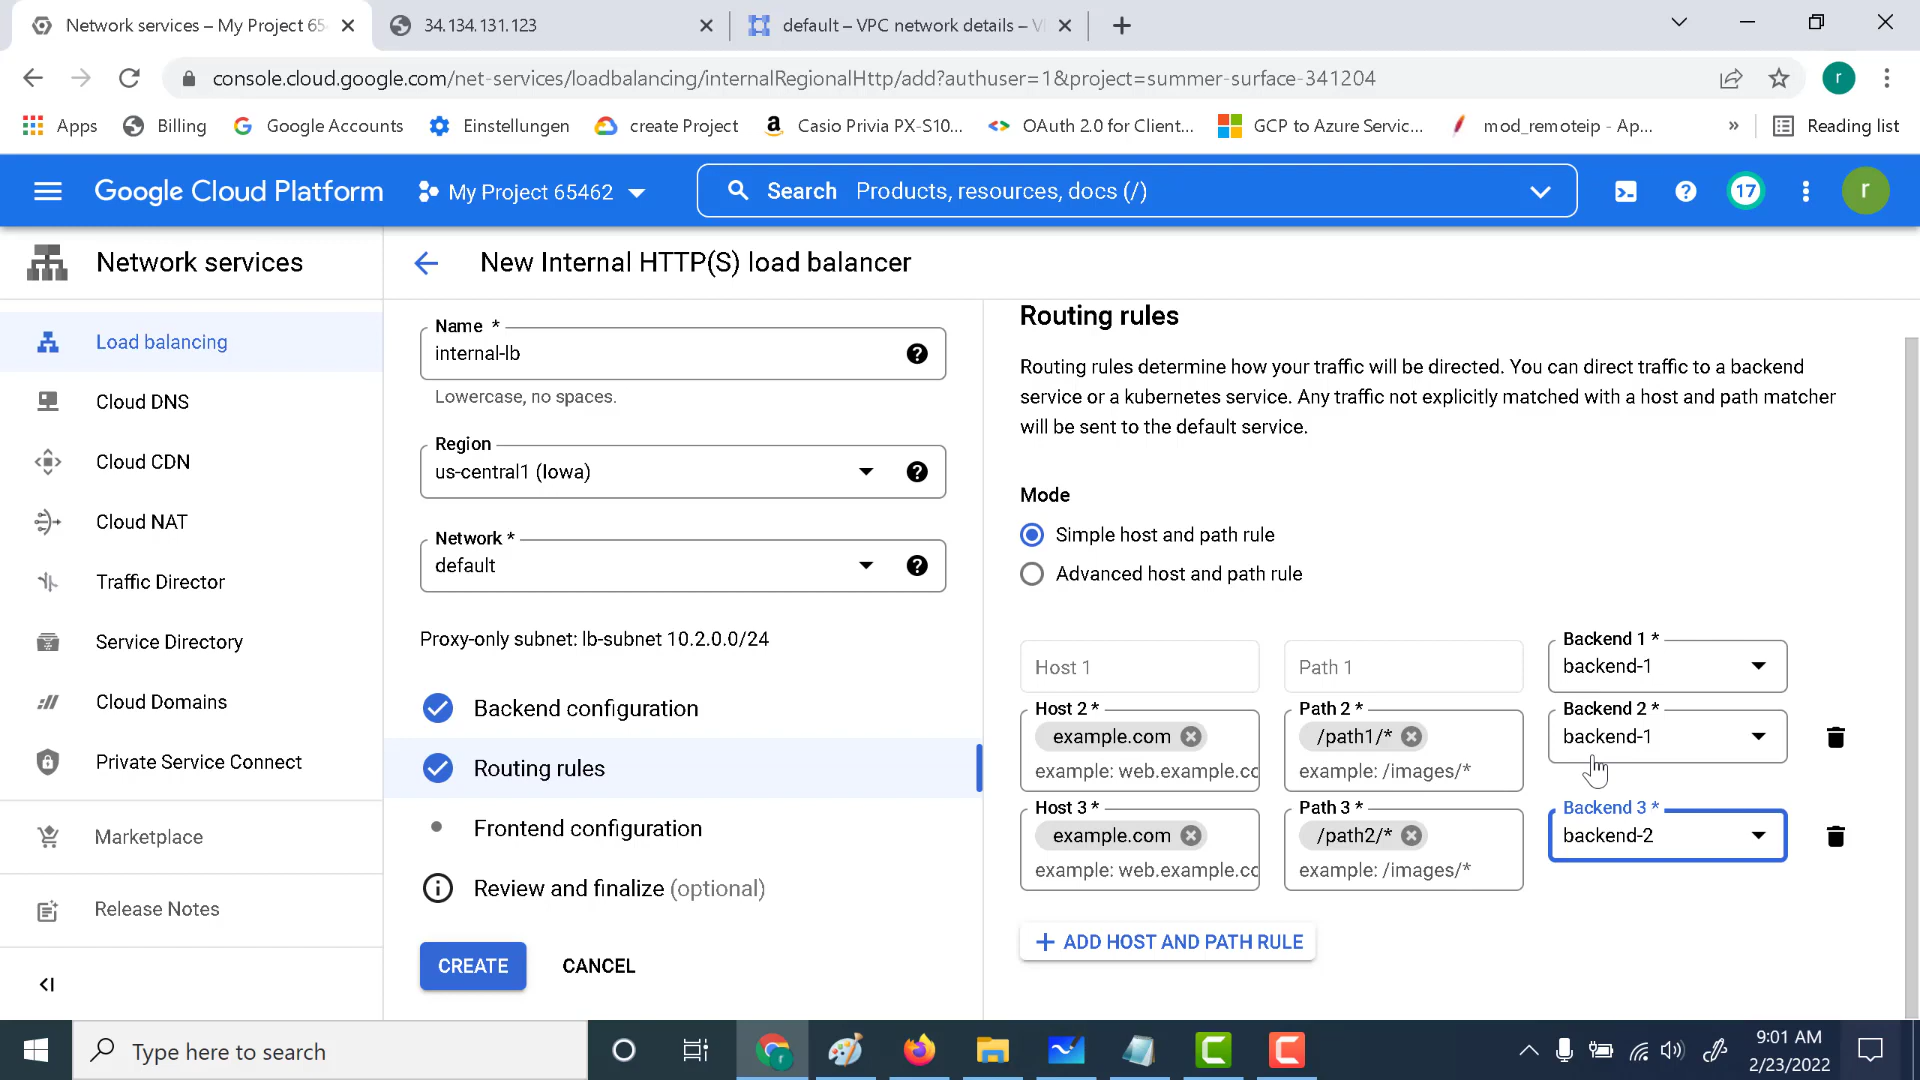 Network services – My Project 65
34.134.131.123
default – VPC network details – V
console.cloud.google.com/net-services/loadbalancing/internalRegionalHttp/add?authuser=1&project=summer-surface-341204
r
Apps
Billing
Google Accounts
Einstellungen
create Project
Casio Privia PX-S10...
OAuth 2.0 for Client...
GCP to Azure Servic...
mod_remoteip - Ap...
»
Reading list
Google Cloud Platform
My Project 65462
Search Products, resources, docs (/)
17
r
Network services
New Internal HTTP(S) load balancer
Load balancing
Cloud DNS
Cloud CDN
Cloud NAT
Traffic Director
Service Directory
Cloud Domains
Private Service Connect
Marketplace
Release Notes
Name *
internal-lb
Lowercase, no spaces.
Region
us-central1 (Iowa)
Network *
default
Proxy-only subnet: lb-subnet 10.2.0.0/24
Backend configuration
Routing rules
Frontend configuration
Review and finalize (optional)
CREATE
CANCEL
Routing rules
Routing rules determine how your traffic will be directed. You can direct traffic to a backend
service or a kubernetes service. Any traffic not explicitly matched with a host and path matcher
will be sent to the default service.
Mode
Simple host and path rule
Advanced host and path rule
Host 1
Path 1
Backend 1 *
backend-1
Host 2 *
example.com
example: web.example.co
Path 2 *
/path1/*
example: /images/*
Backend 2 *
backend-1
Host 3 *
example.com
example: web.example.co
Path 3 *
/path2/*
example: /images/*
Backend 3 *
backend-2
ADD HOST AND PATH RULE
Type here to search
9:01 AM
2/23/2022